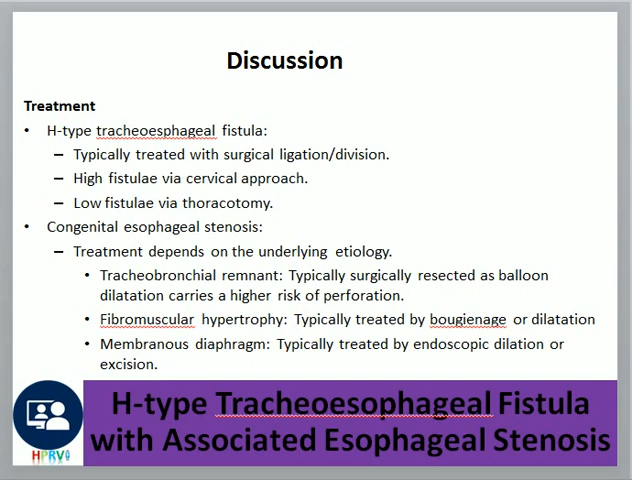 Discussion
Treatment
• H-type tracheoesphageal fistula:
– Typically treated with surgical ligation/division.
– High fistulae via cervical approach.
– Low fistulae via thoracotomy.
• Congenital esophageal stenosis:
– Treatment depends on the underlying etiology.
• Tracheobronchial remnant: Typically surgically resected as balloon
dilatation carries a higher risk of perforation.
• Fibromuscular hypertrophy: Typically treated by bougienage or dilatation
• Membranous diaphragm: Typically treated by endoscopic dilation or
excision.
H-type Tracheoesophageal Fistula
with Associated Esophageal Stenosis
HPRV